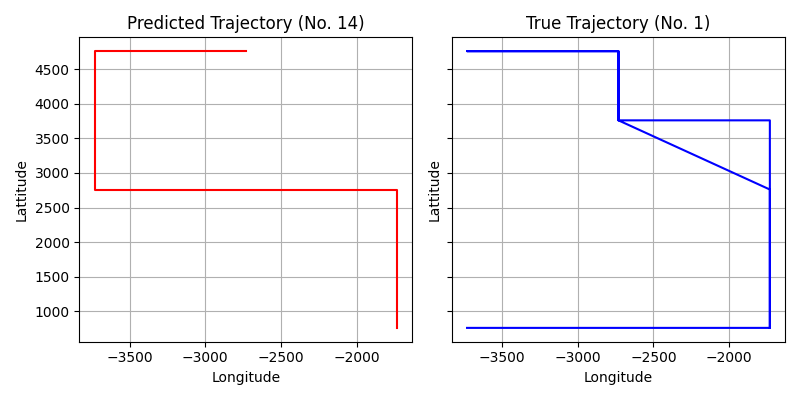 Predicted Trajectory (No. 14)
True Trajectory (No. 1)
Lattitude
4500
4000
3500
3000
2500
2000
1500
1000
−3500 −3000 −2500 −2000
Longitude
Lattitude
−3500 −3000 −2500 −2000
Longitude